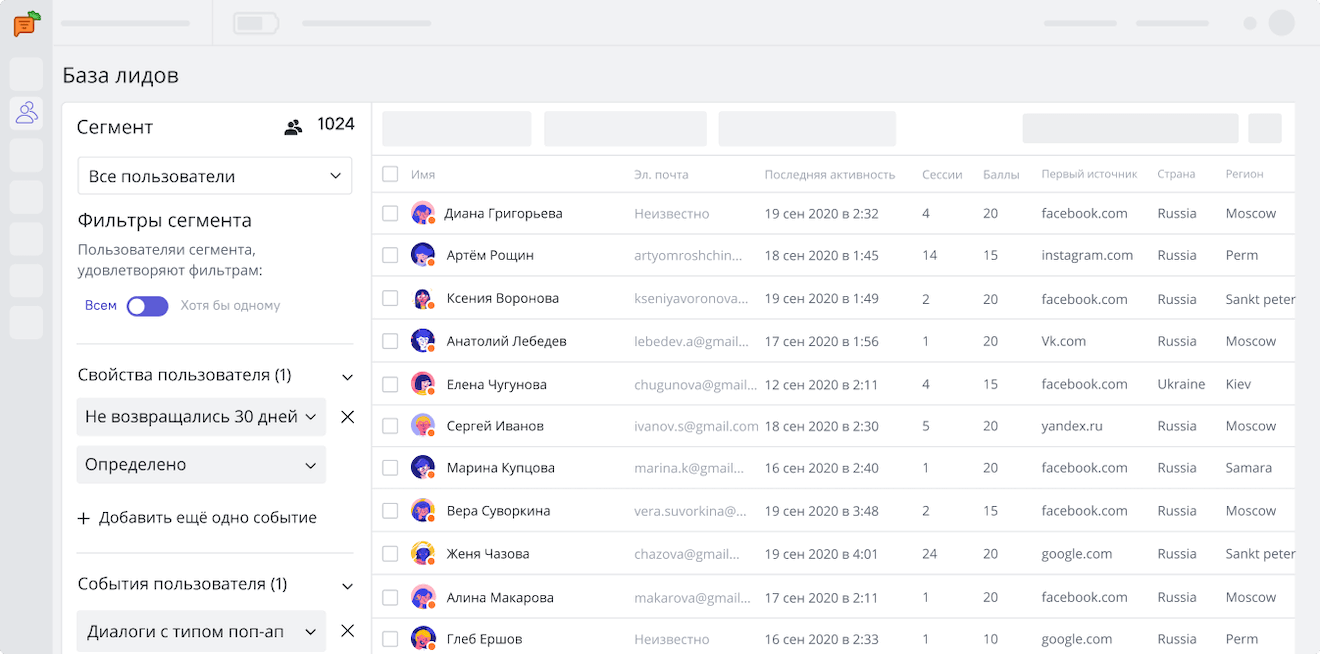 База лидов
Сегмент 1024
Все пользователи
Фильтры сегмента
Пользователяи сегмента,
удовлетворяют фильтрам:
Всем Хотя бы одному
Свойства пользователя (1)
Не возвращались 30 дней
Определено
+ Добавить ещё одно событие
События пользователя (1)
Диалоги с типом поп-ап
Имя Эл. почта Последняя активность Сессии Баллы Первый источник Страна Регион
Диана Григорьева Неизвестно 19 сен 2020 в 2:32 4 20 facebook.com Russia Moscow
Артём Рощин artyomroshchin... 18 сен 2020 в 1:45 14 15 instagram.com Russia Perm
Ксения Воронова kseniyavoronova... 19 сен 2020 в 1:49 2 20 facebook.com Russia Sankt peter
Анатолий Лебедев lebedev.a@gmail... 17 сен 2020 в 1:56 1 20 Vk.com Russia Moscow
Елена Чугунова chugunova@gmail... 12 сен 2020 в 2:11 4 15 facebook.com Ukraine Kiev
Сергей Иванов ivanov.s@gmail.com 18 сен 2020 в 2:30 5 20 yandex.ru Russia Moscow
Марина Купцова marina.k@gmail... 16 сен 2020 в 2:40 1 20 facebook.com Russia Samara
Вера Суворкина vera.suvorkina@... 19 сен 2020 в 3:48 2 15 facebook.com Russia Moscow
Женя Чазова chazova@gmail... 19 сен 2020 в 4:01 24 20 google.com Russia Sankt peter
Алина Макарова makarova@gmail... 17 сен 2020 в 2:11 1 20 facebook.com Russia Moscow
Глеб Ершов Неизвестно 16 сен 2020 в 2:33 1 10 google.com Russia Perm